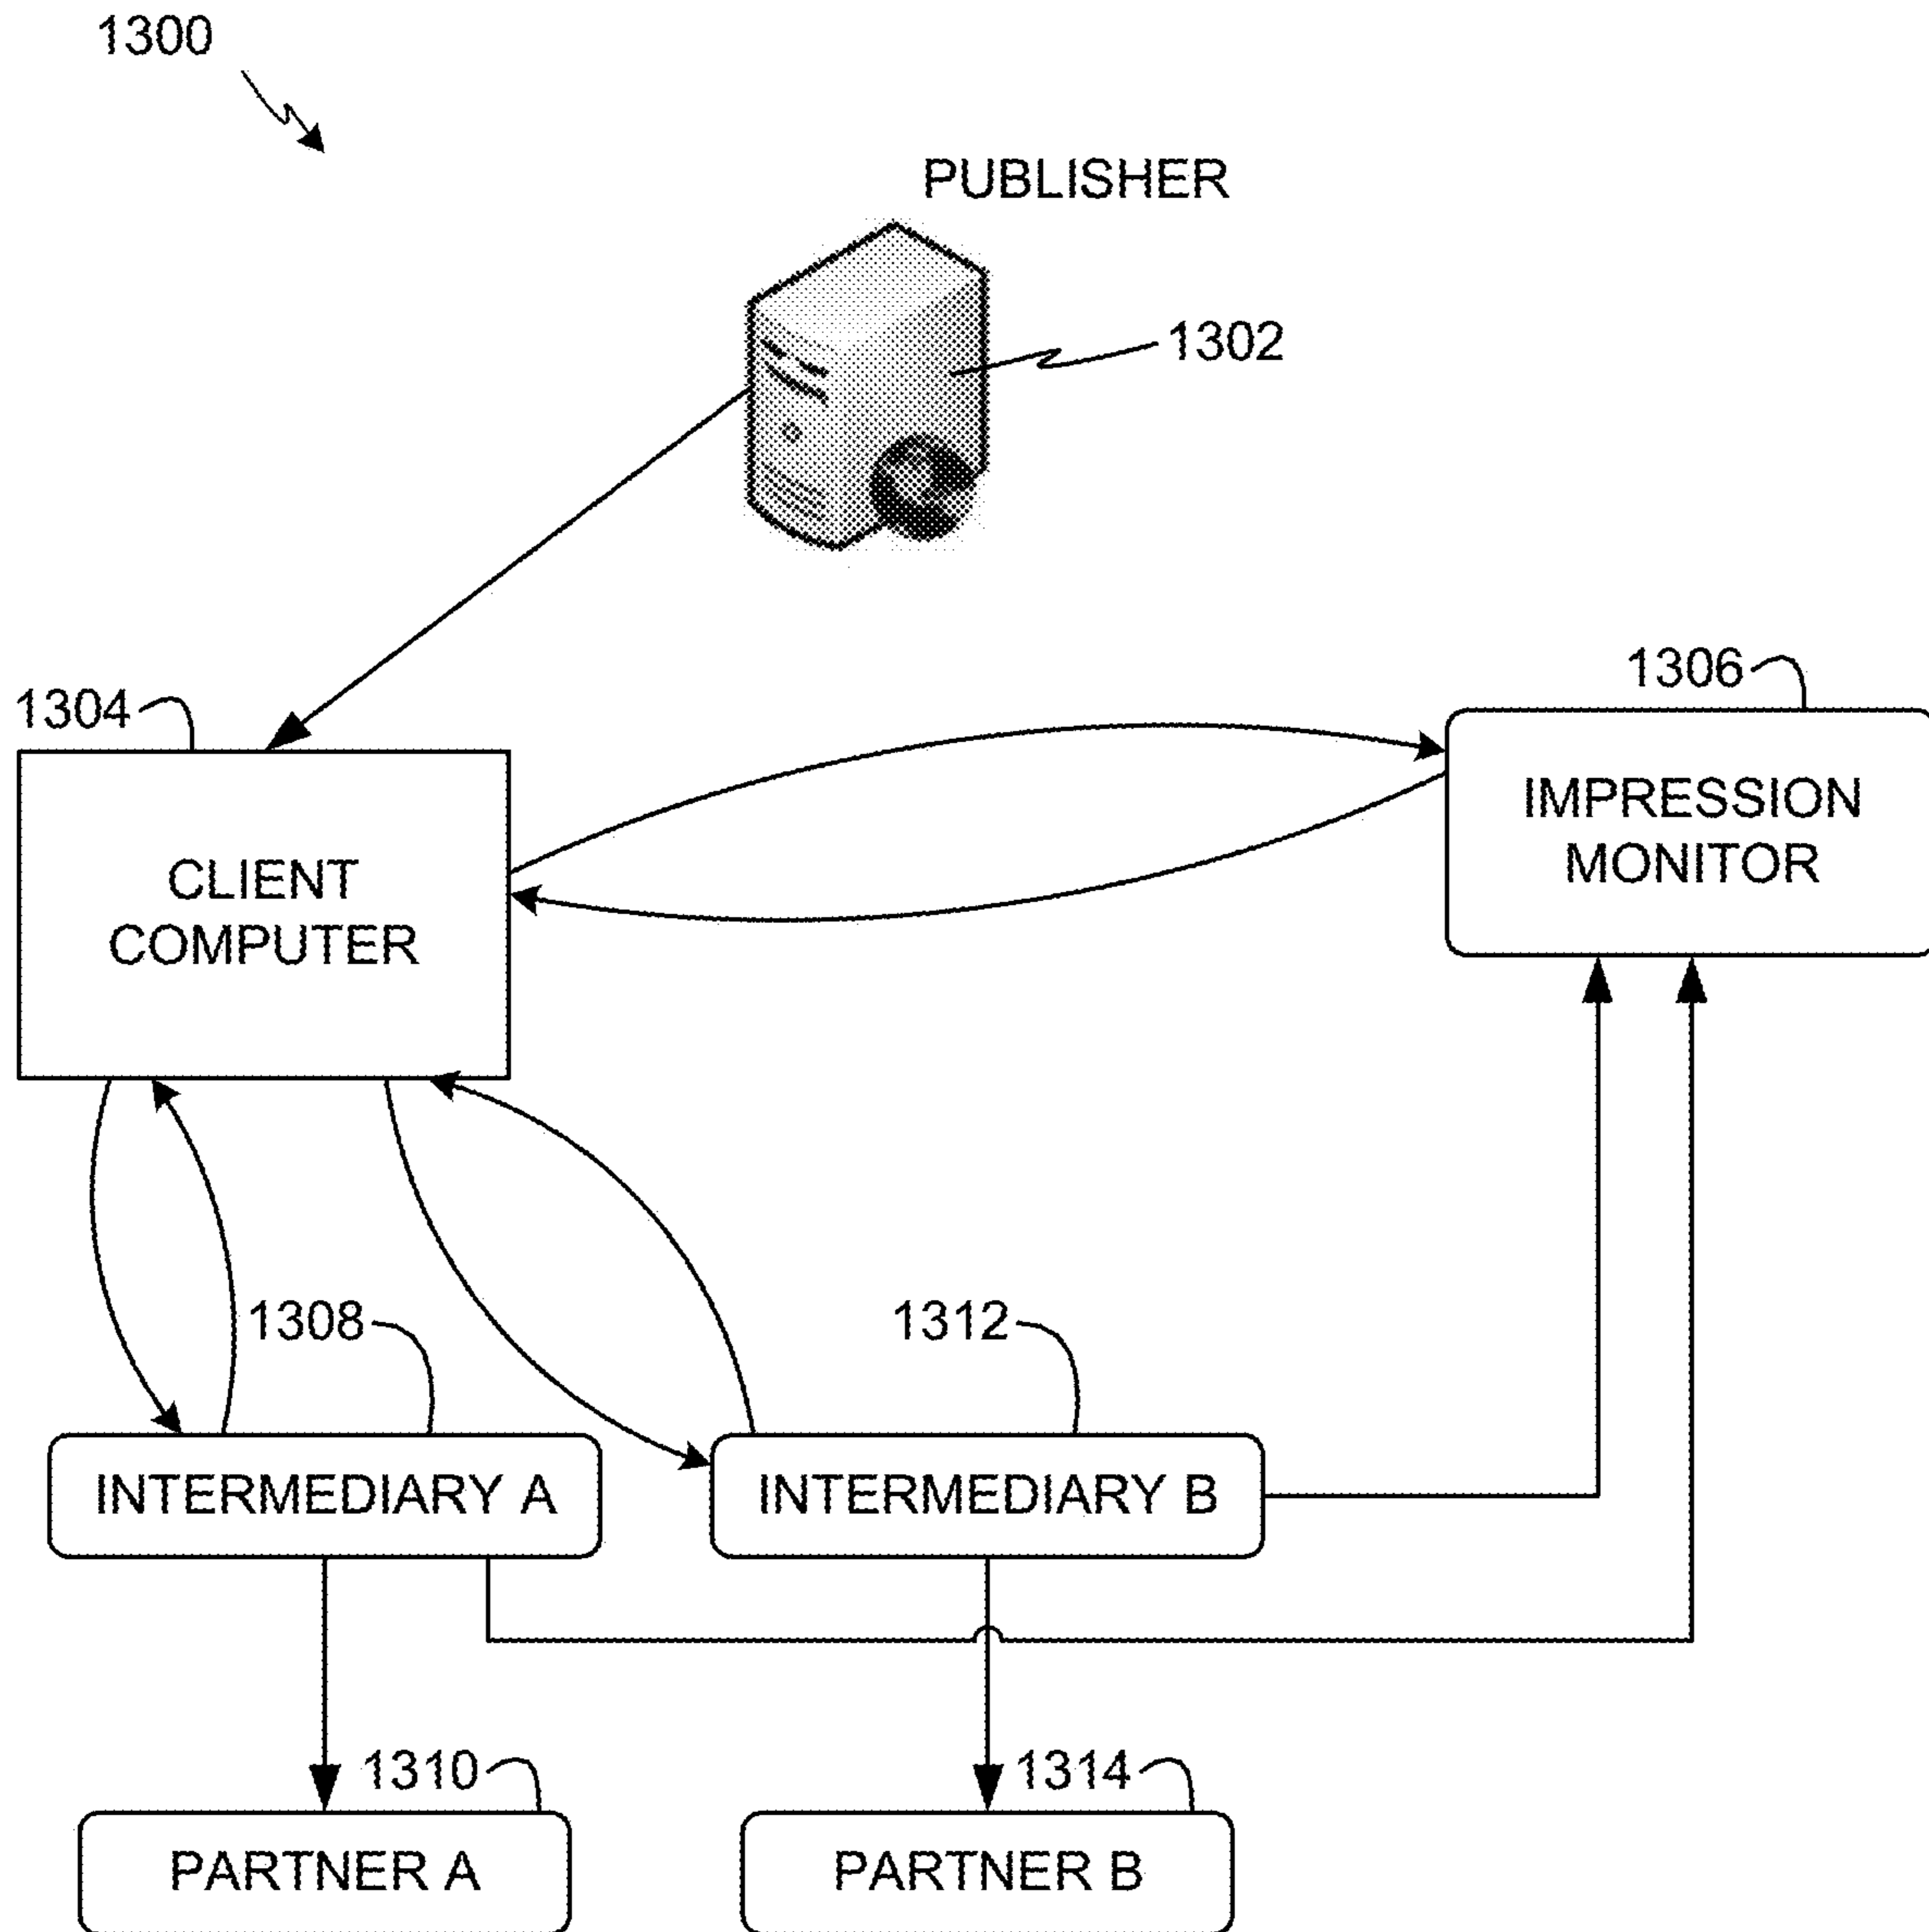 1300
PUBLISHER
1302
1304
1306
CLIENT
COMPUTER
IMPRESSION
MONITOR
1308
1312
INTERMEDIARY A
INTERMEDIARY B
1310
1314
PARTNER A
PARTNER B